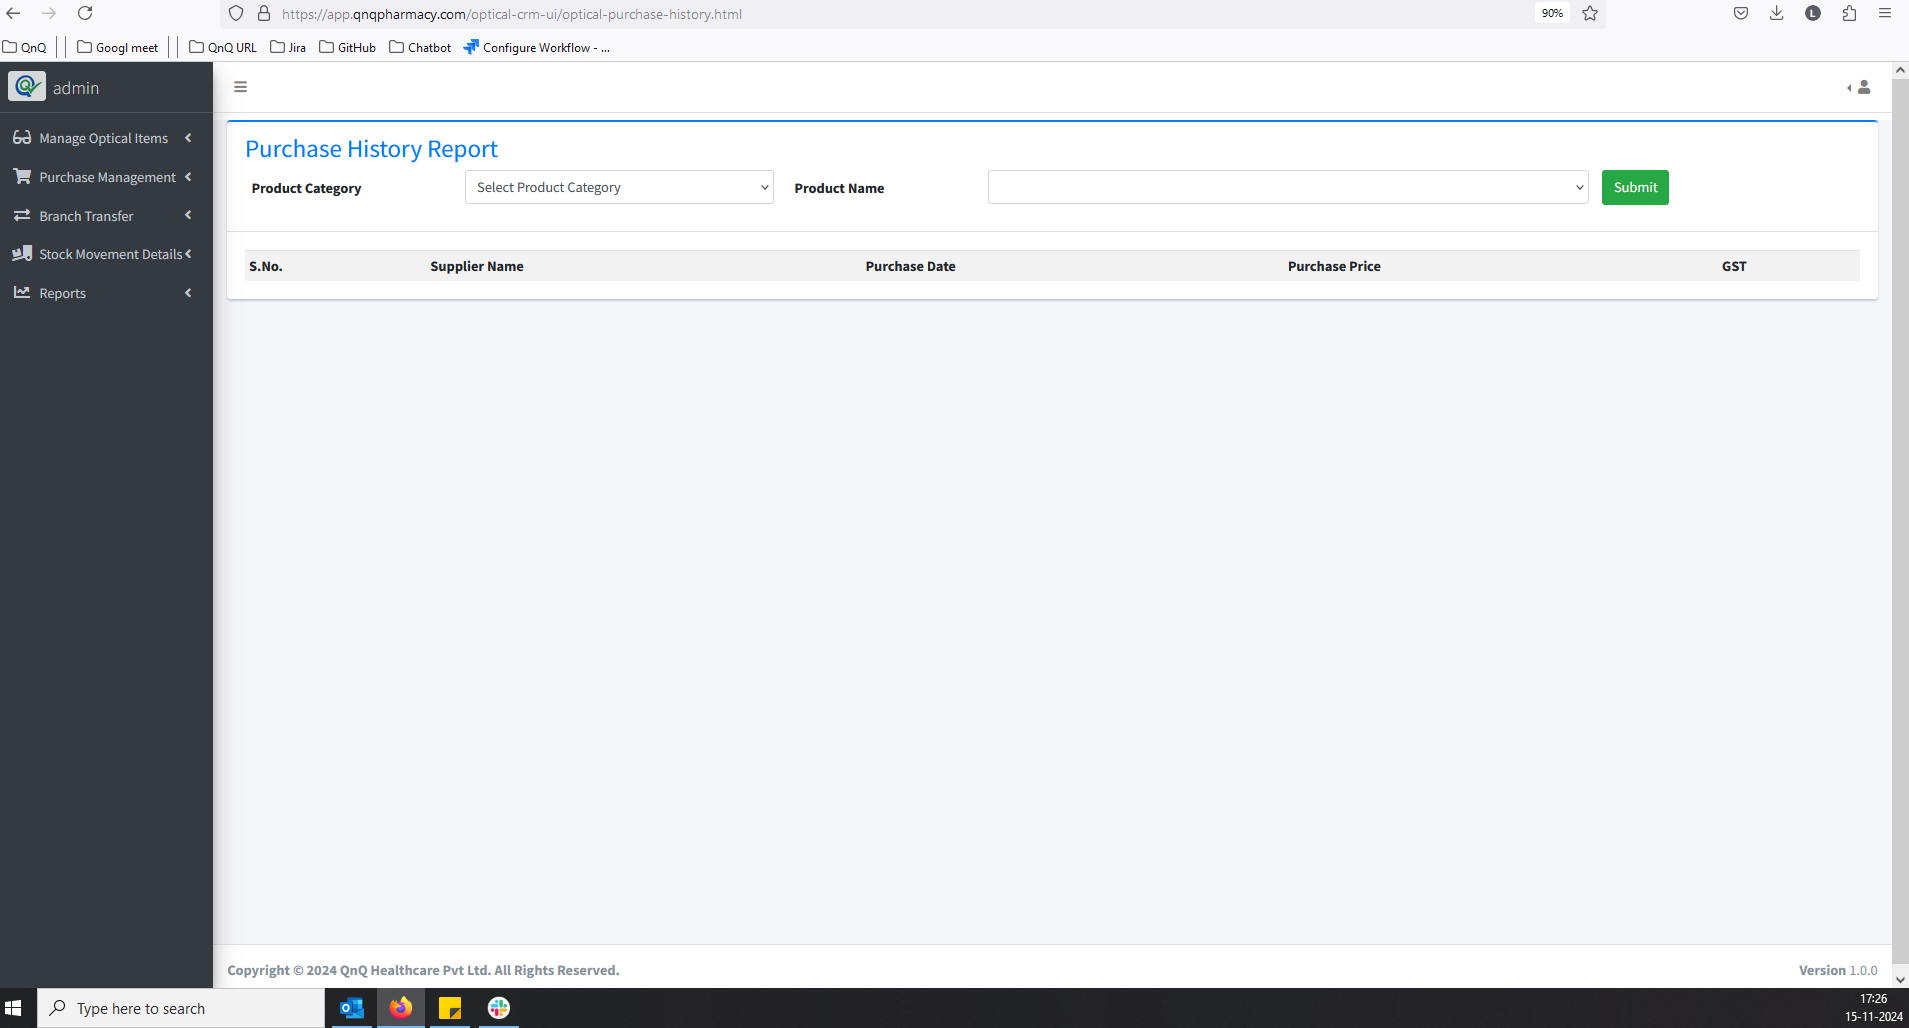 https://app.qnqpharmacy.com/optical-crm-ui/optical-purchase-history.html
90%
L
QnQ
Googl meet
QnQ URL
Jira
GitHub
Chatbot
Configure Workflow - ...
admin
Manage Optical Items
Purchase Management
Branch Transfer
Stock Movement Details
Reports
Purchase History Report
Product Category
Select Product Category
Product Name
Submit
S.No.
Supplier Name
Purchase Date
Purchase Price
GST
Copyright © 2024 QnQ Healthcare Pvt Ltd. All Rights Reserved.
Version 1.0.0
Type here to search
17:26
15-11-2024